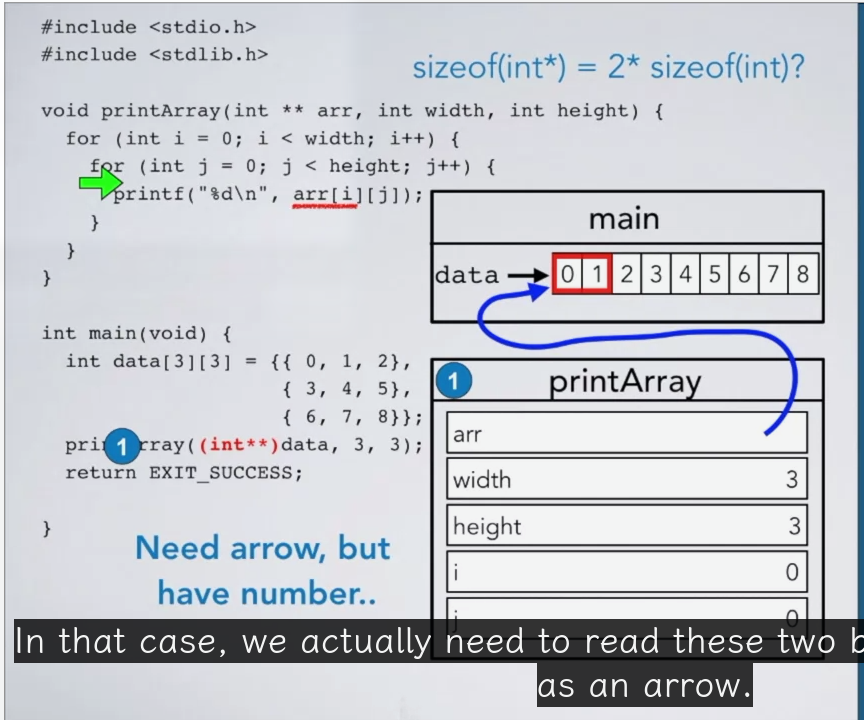 #include <stdio.h>
#include <stdlib.h>
sizeof(int*) = 2* sizeof(int)?
void printArray(int ** arr, int width, int height) {
for (int i = 0; i < width; i++) {
for (int j = 0; j < height; j++) {
printf("%d\n", arr[i][j]);
}
}
}
main
data 0 1 2 3 4 5 6 7 8
int main(void) {
int data[3][3] = {{ 0, 1, 2},
{ 3, 4, 5},
{ 6, 7, 8}};
pri 1 rray((int**)data, 3, 3);
return EXIT_SUCCESS;
}
1 printArray
arr
width 3
height 3
i 0
j 0
Need arrow, but
have number..
In that case, we actually need to read these two b
as an arrow.